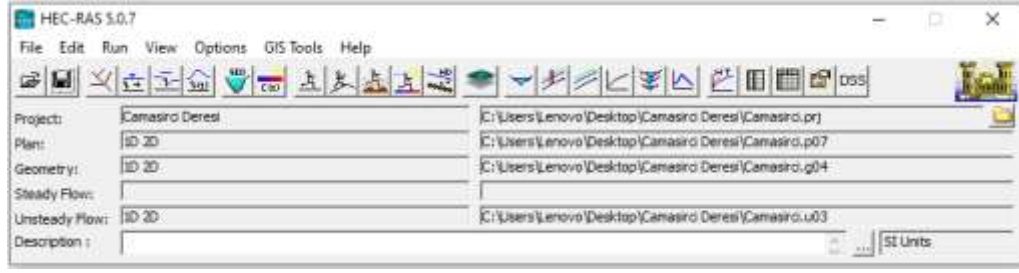 HEC-RAS 5.0.7
File Edit Run View Options GIS Tools Help
DSS
Project: Camasirci Deresi C:\Users\Lenovo\Desktop\Camasirci Deresi\Camasirci.prj
Plan: 1D 2D C:\Users\Lenovo\Desktop\Camasirci Deresi\Camasirci.p07
Geometry: 1D 2D C:\Users\Lenovo\Desktop\Camasirci Deresi\Camasirci.g04
Steady Flow:
Unsteady Flow: 1D 2D C:\Users\Lenovo\Desktop\Camasirci Deresi\Camasirci.u03
Description : ... SI Units